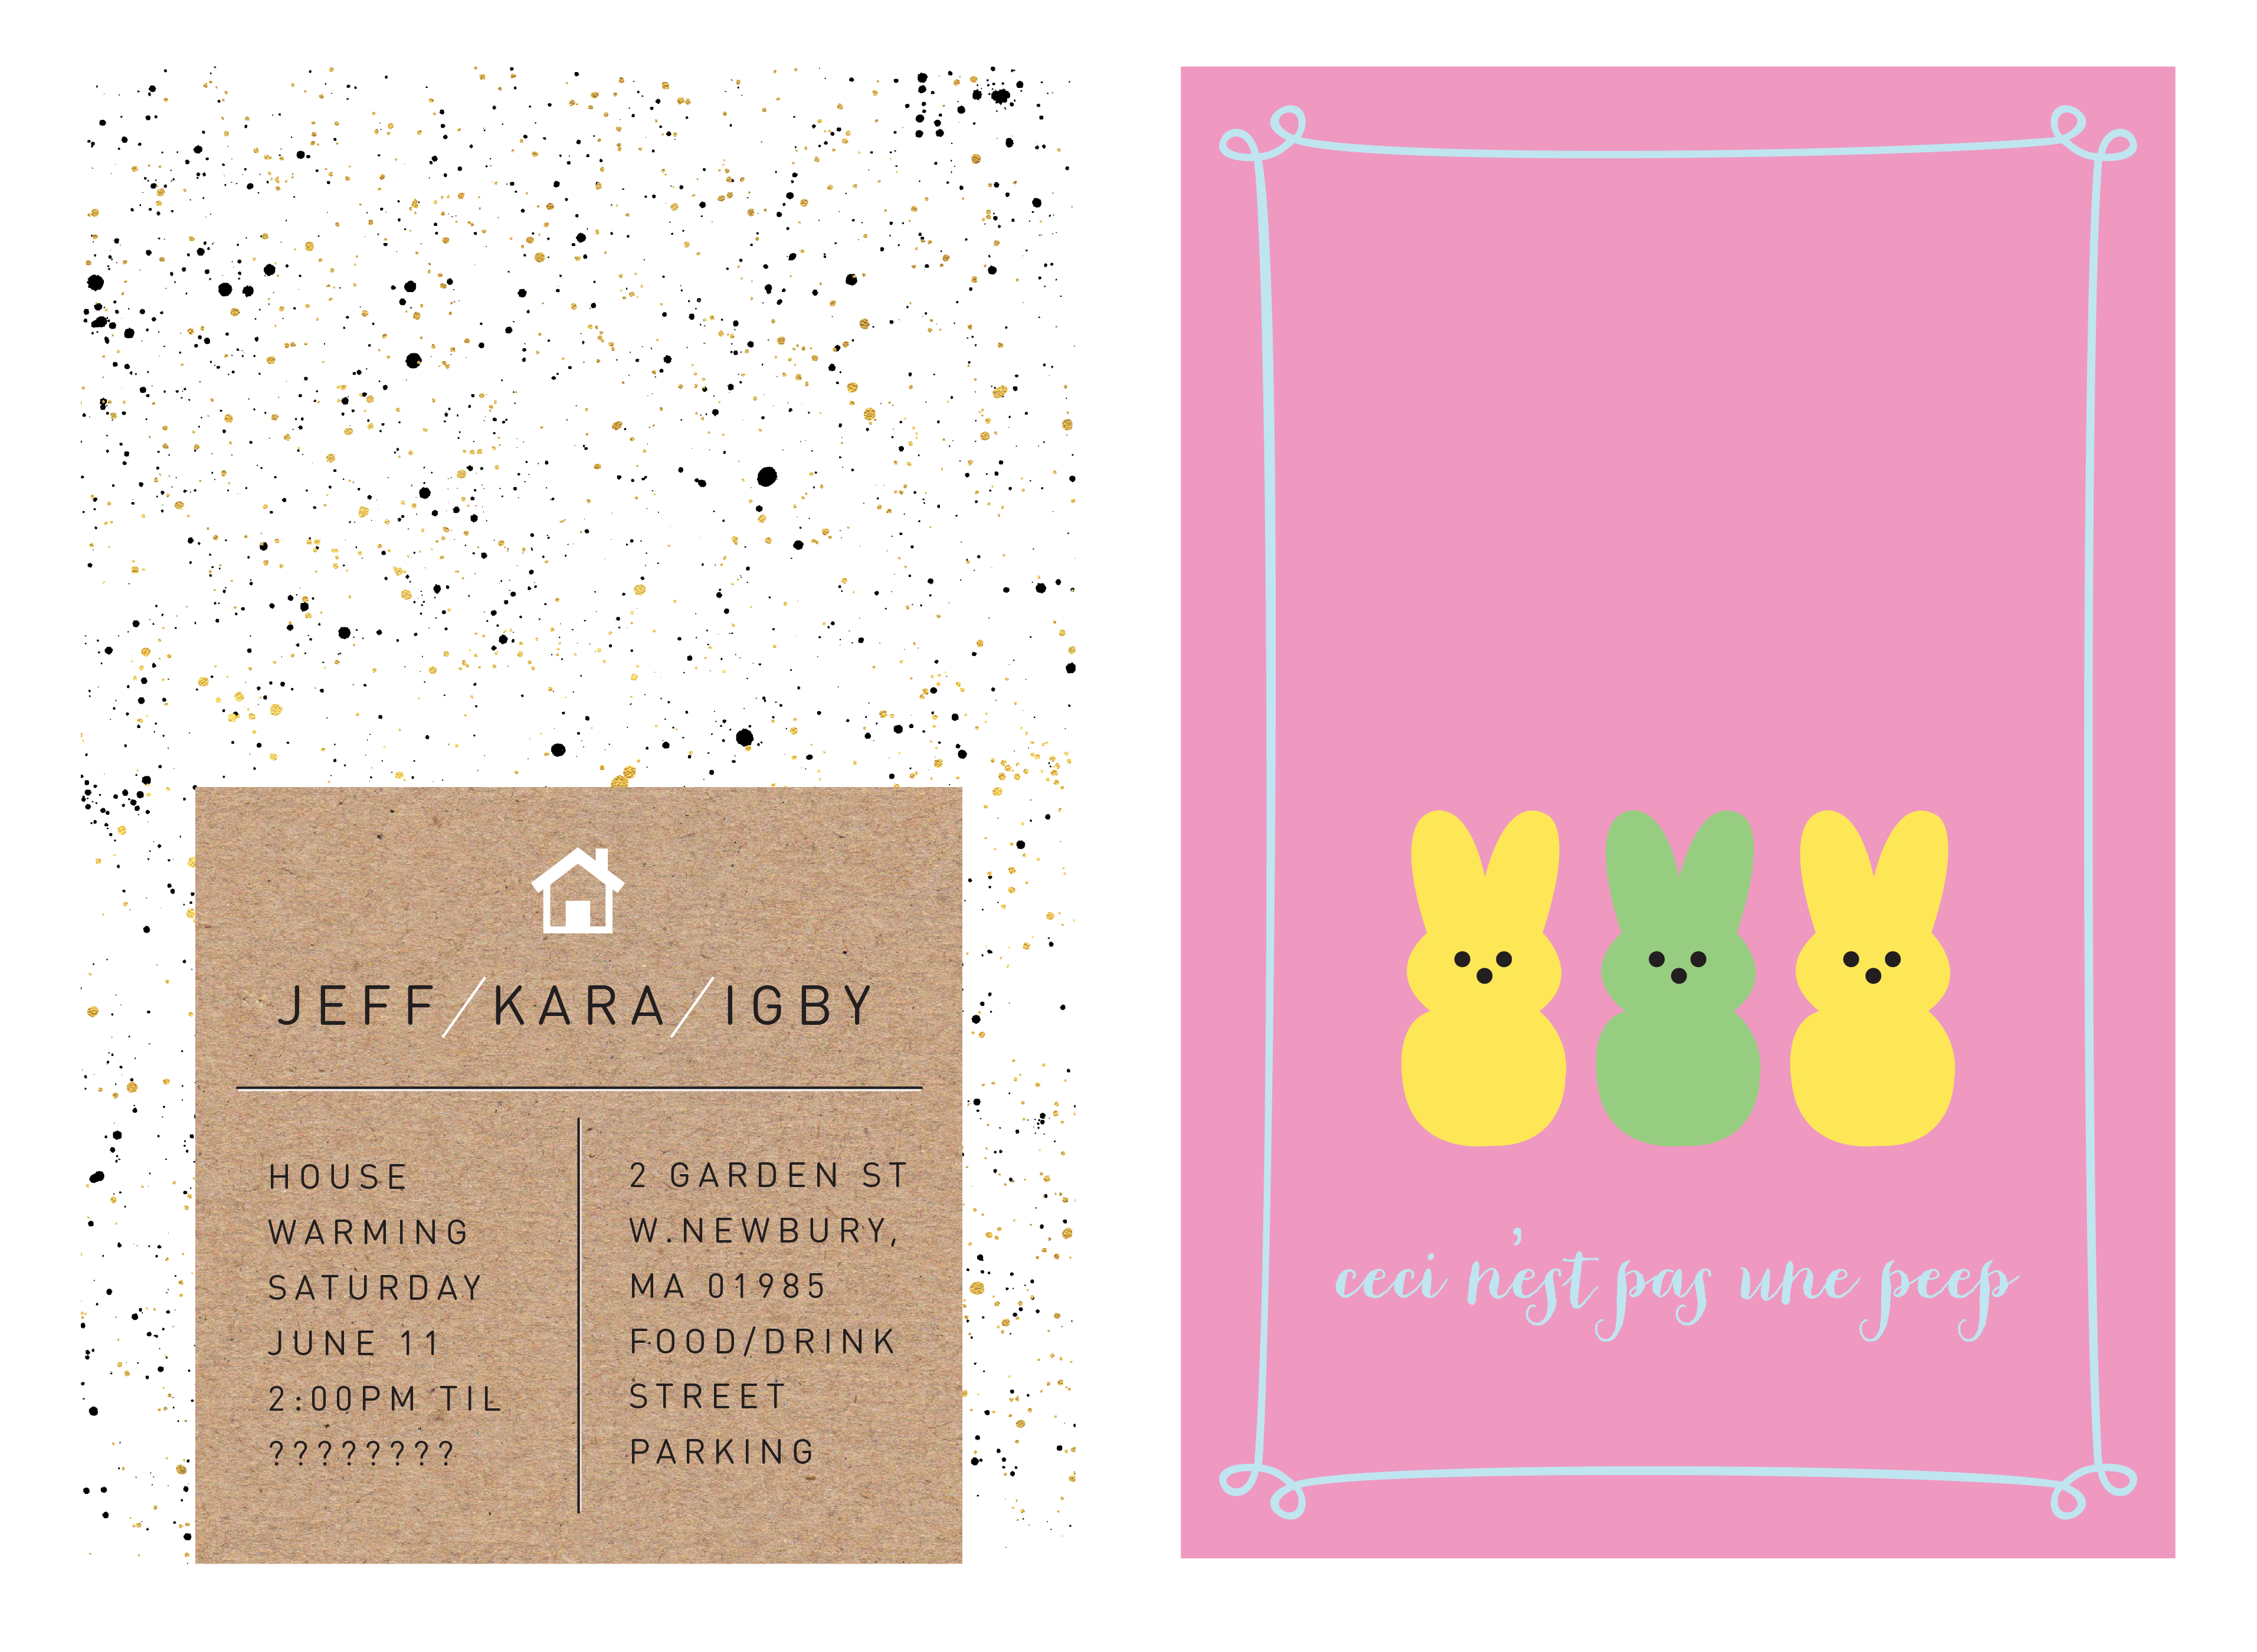 JEFF/KARA/IGBY
HOUSE
WARMING
SATURDAY
JUNE 11
2:00PM TIL
????????
2 GARDEN ST
W.NEWBURY,
MA 01985
FOOD/DRINK
STREET
PARKING
ceci n'est pas une peep